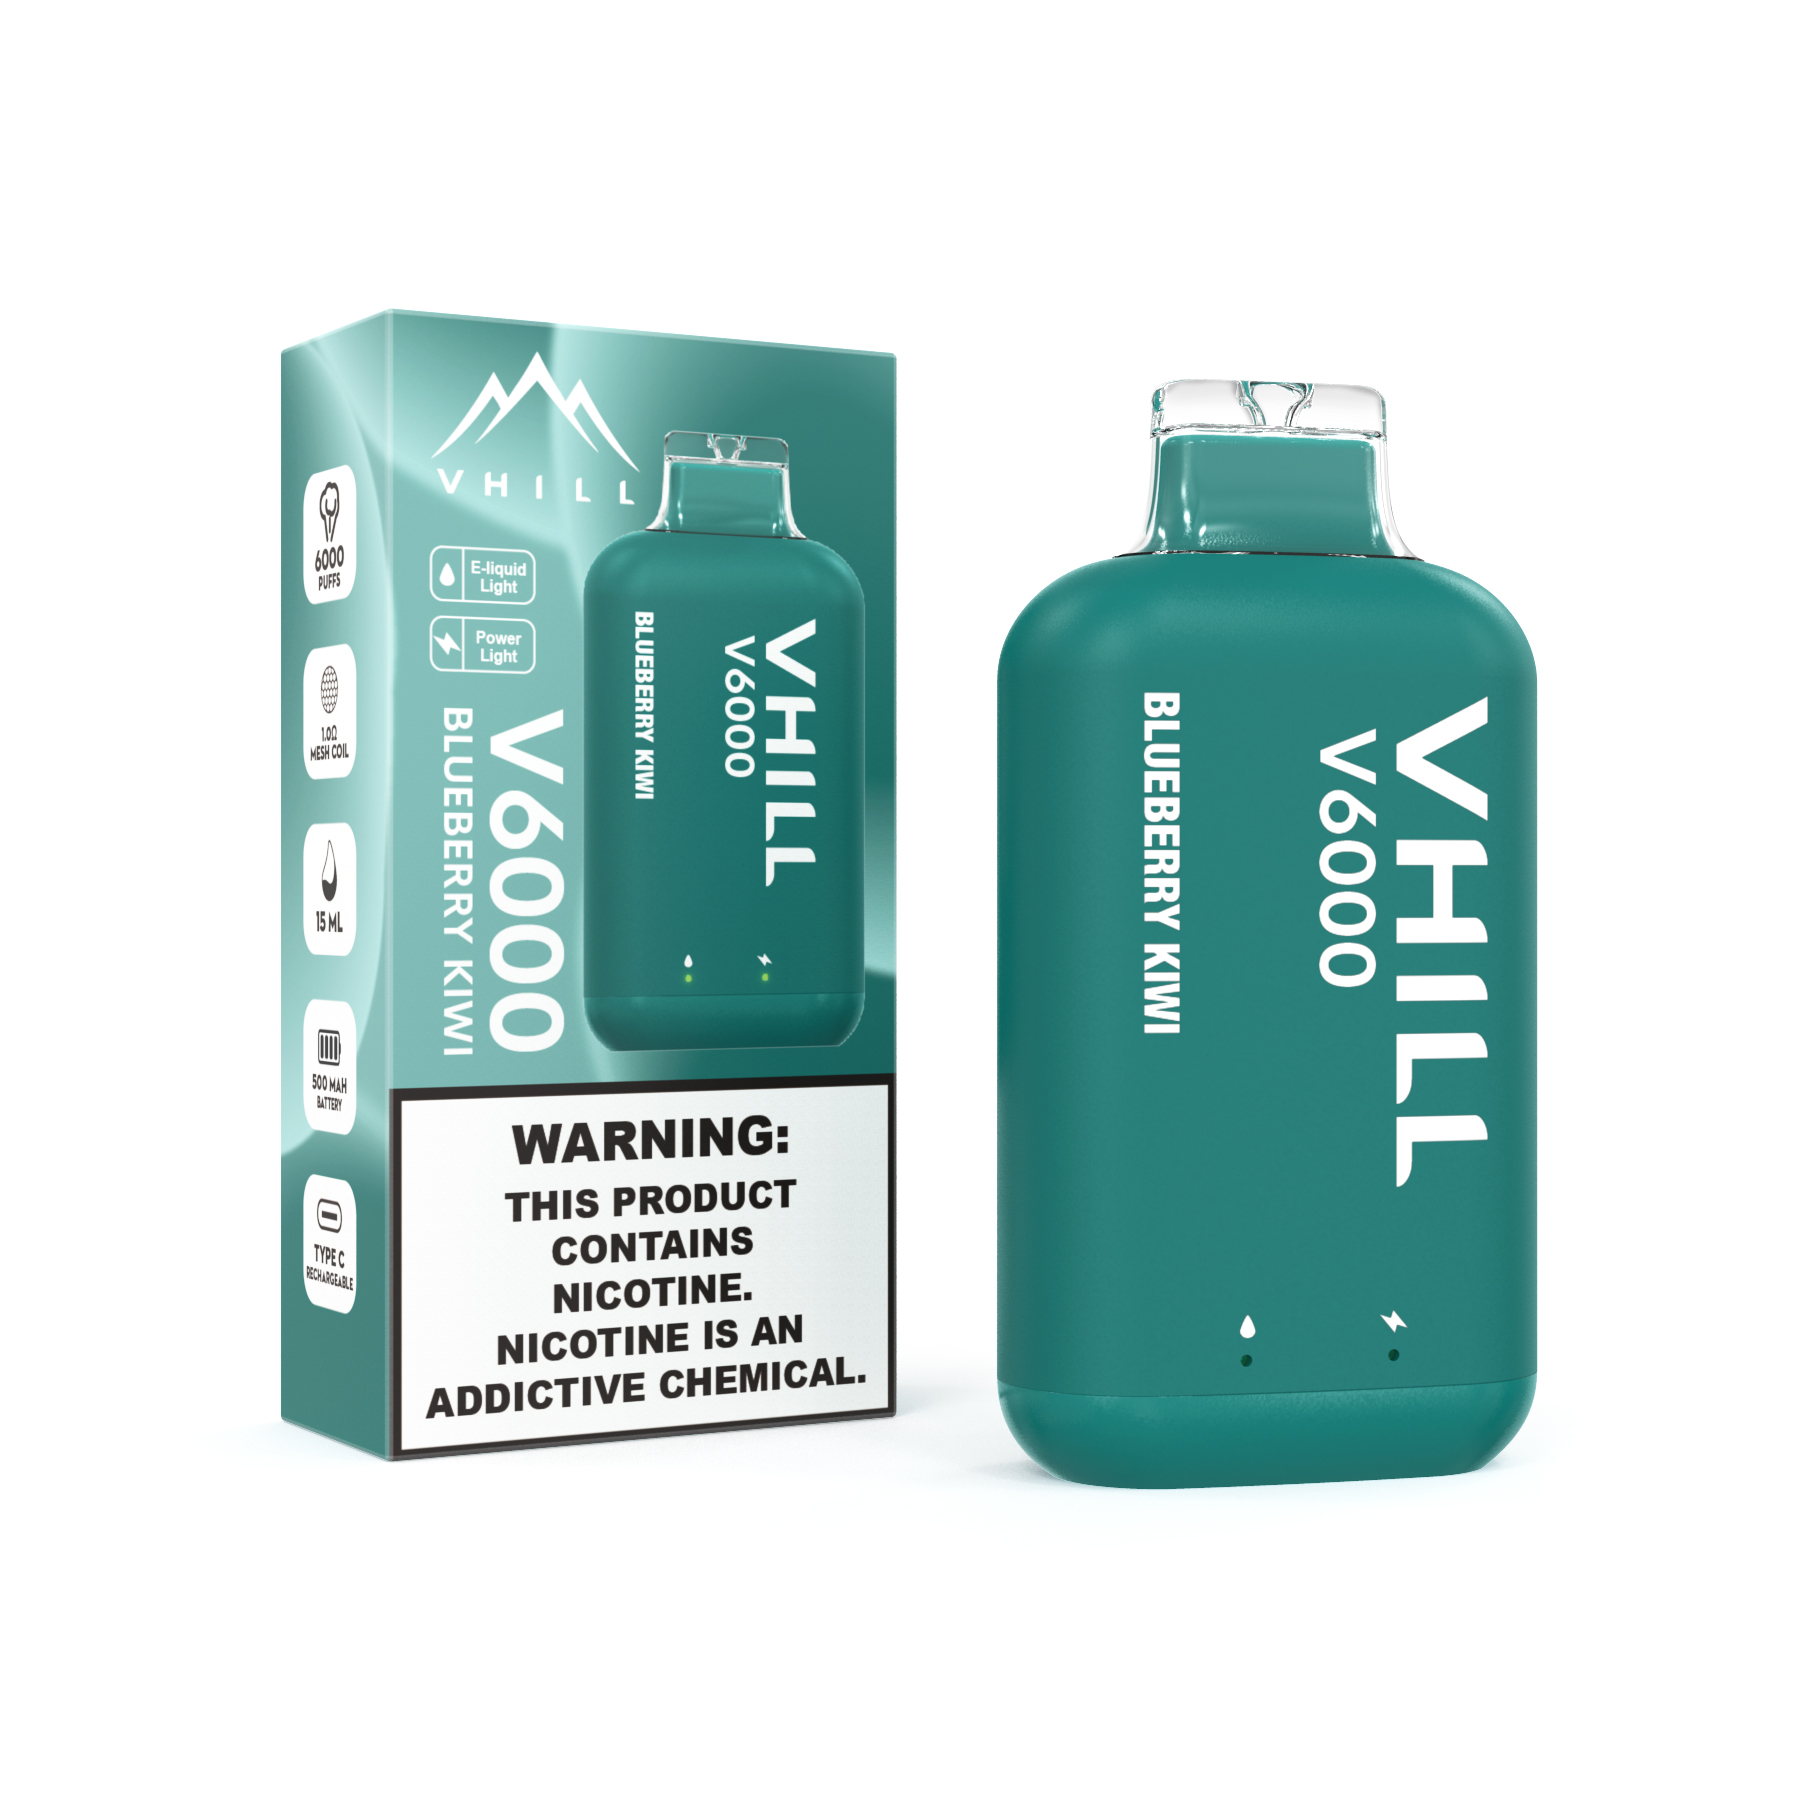 VHILL
E-liquid
Light
Power
Light
V6000
BLUEBERRY KIWI
VHILL
V6000
BLUEBERRY KIWI
6000
PUFFS
1.0Ω
MESH COIL
15 ML
500 MAH
BATTERY
TYPE C
RECHARGEABLE
WARNING:
THIS PRODUCT
CONTAINS
NICOTINE.
NICOTINE IS AN
ADDICTIVE CHEMICAL.
VHILL
V6000
BLUEBERRY KIWI